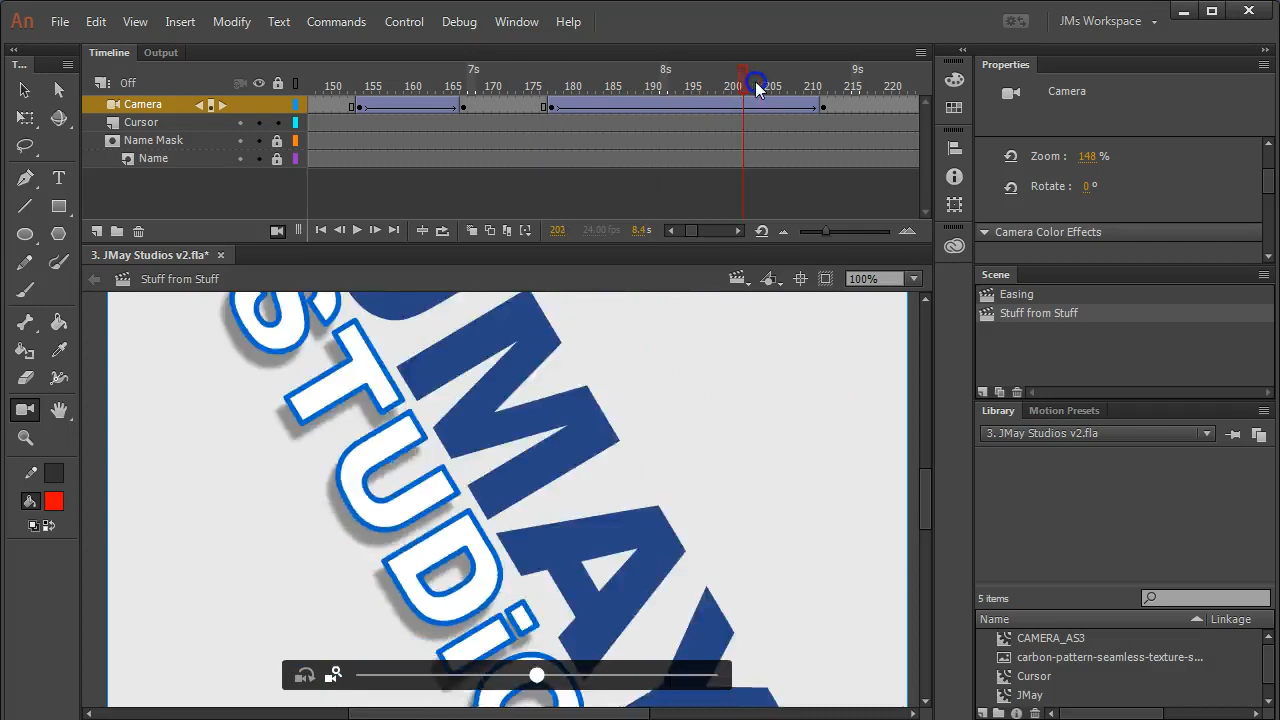 An File Edit View Insert Modify Text Commands Control Debug Window Help JMs Workspace
T...
Timeline Output
Off
7s 8s 9s
150 155 160 165 170 175 180 185 190 195 200 205 210 215 220
Camera
Cursor
Name Mask
Name
202 24.00fps 8.4s
3. JMay Studios v2.fla* ×
Stuff from Stuff
100%
JMAY
STUDiO
Properties
Camera
Zoom : 148 %
Rotate : 0 º
Camera Color Effects
Scene
Easing
Stuff from Stuff
Library Motion Presets
3. JMay Studios v2.fla
5 items
Name Linkage
CAMERA_AS3
carbon-pattern-seamless-texture-s...
Cursor
JMay